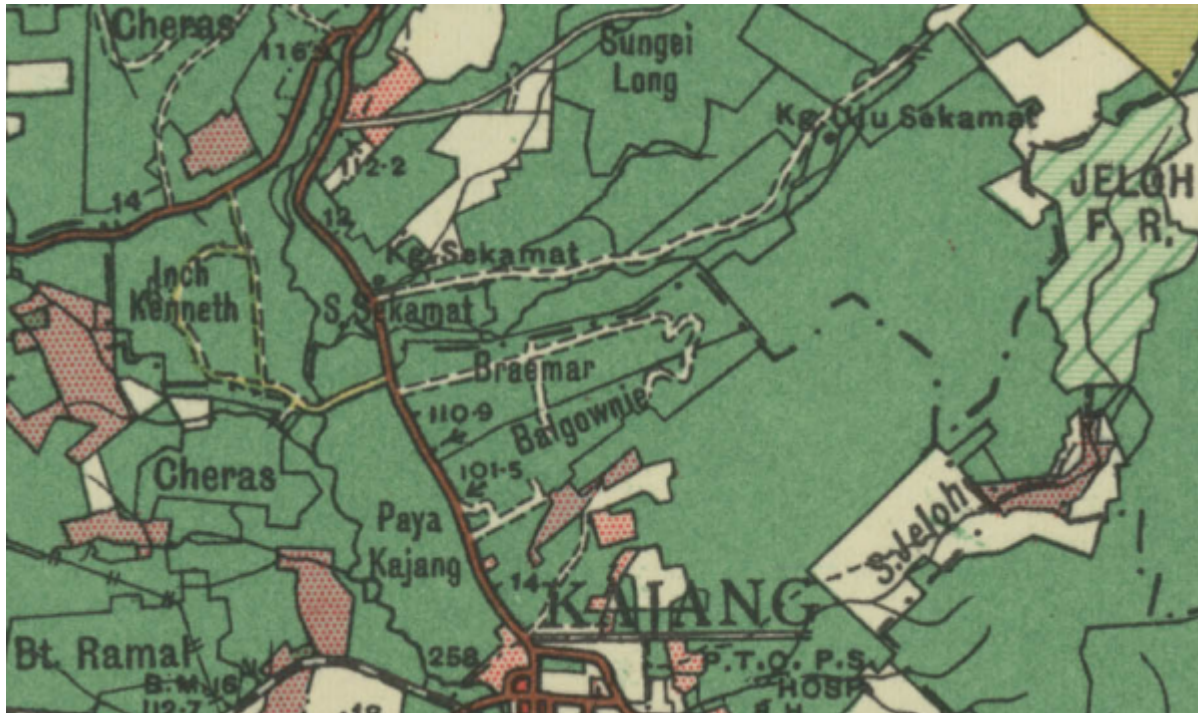 Cheras
116·
Sungei
Long
Kg. Ulu Sekamat
112·2
14
12
JELOH
F. R.
Kg. Sekamat
Inch
Kenneth
S. Sekamat
Braemar
110·9
Balgownie
101·5
Cheras
Paya
Kajang
S. Jeloh
14
KAJANG
Bt. Ramal
258
P.T.O. P.S.
B.M. 16
HOSP.
112·7
18
R.H.